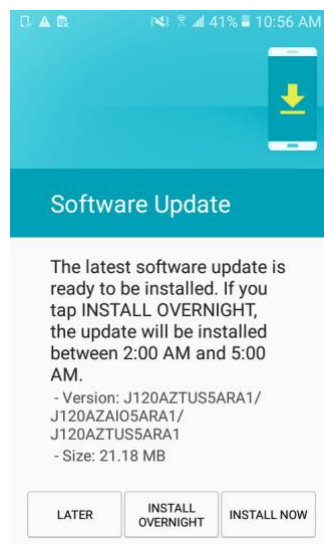 41% 10:56 AM
Software Update
The latest software update is
ready to be installed. If you
tap INSTALL OVERNIGHT,
the update will be installed
between 2:00 AM and 5:00
AM.
- Version: J120AZTUS5ARA1/
J120AZAIO5ARA1/
J120AZTUS5ARA1
- Size: 21.18 MB
LATER
INSTALL
OVERNIGHT
INSTALL NOW